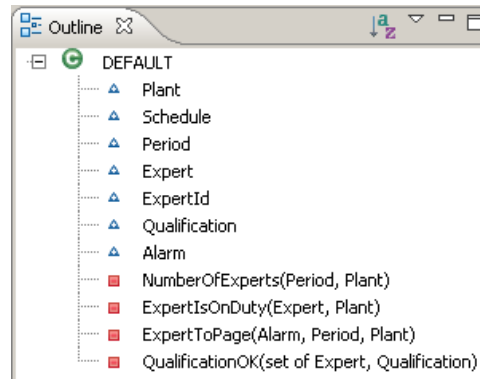 Outline
DEFAULT
Plant
Schedule
Period
Expert
ExpertId
Qualification
Alarm
NumberOfExperts(Period, Plant)
ExpertIsOnDuty(Expert, Plant)
ExpertToPage(Alarm, Period, Plant)
QualificationOK(set of Expert, Qualification)